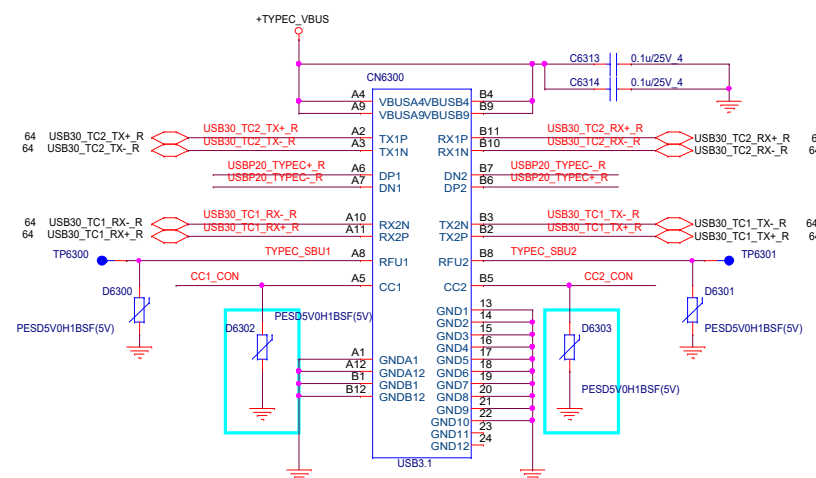 +TYPEC_VBUS
C6313 0.1u/25V_4
CN6300
C6314 0.1u/25V_4
A4 VBUSA4 VBUSB4 B4
A9 VBUSA9 VBUSB9 B9
64 USB30_TC2_TX+_R USB30_TC2_TX+_R A2 TX1P RX1P B11 USB30_TC2_RX+_R USB30_TC2_RX+_R
64 USB30_TC2_TX-_R USB30_TC2_TX-_R A3 TX1N RX1N B10 USB30_TC2_RX-_R USB30_TC2_RX-_R
USBP20_TYPEC+_R A6 DP1 DN2 B7 USBP20_TYPEC-_R
USBP20_TYPEC-_R A7 DN1 DP2 B6 USBP20_TYPEC+_R
64 USB30_TC1_RX-_R USB30_TC1_RX-_R A10 RX2N TX2N B3 USB30_TC1_TX-_R USB30_TC1_TX-_R
64 USB30_TC1_RX+_R USB30_TC1_RX+_R A11 RX2P TX2P B2 USB30_TC1_TX+_R USB30_TC1_TX+_R
TP6300 TYPEC_SBU1 A8 RFU1 RFU2 B8 TYPEC_SBU2 TP6301
CC1_CON A5 CC1 CC2 B5 CC2_CON
D6300 D6301
PESD5V0H1BSF(5V) PESD5V0H1BSF(5V) PESD5V0H1BSF(5V)
D6302 D6303
PESD5V0H1BSF(5V)
GND1 13
GND2 14
GND3 15
GND4 16
A1 GNDA1 GND5 17
A12 GNDA12 GND6 18
B1 GNDB1 GND7 19
B12 GNDB12 GND8 20
GND9 21
GND10 22
GND11 23
GND12 24
USB3.1